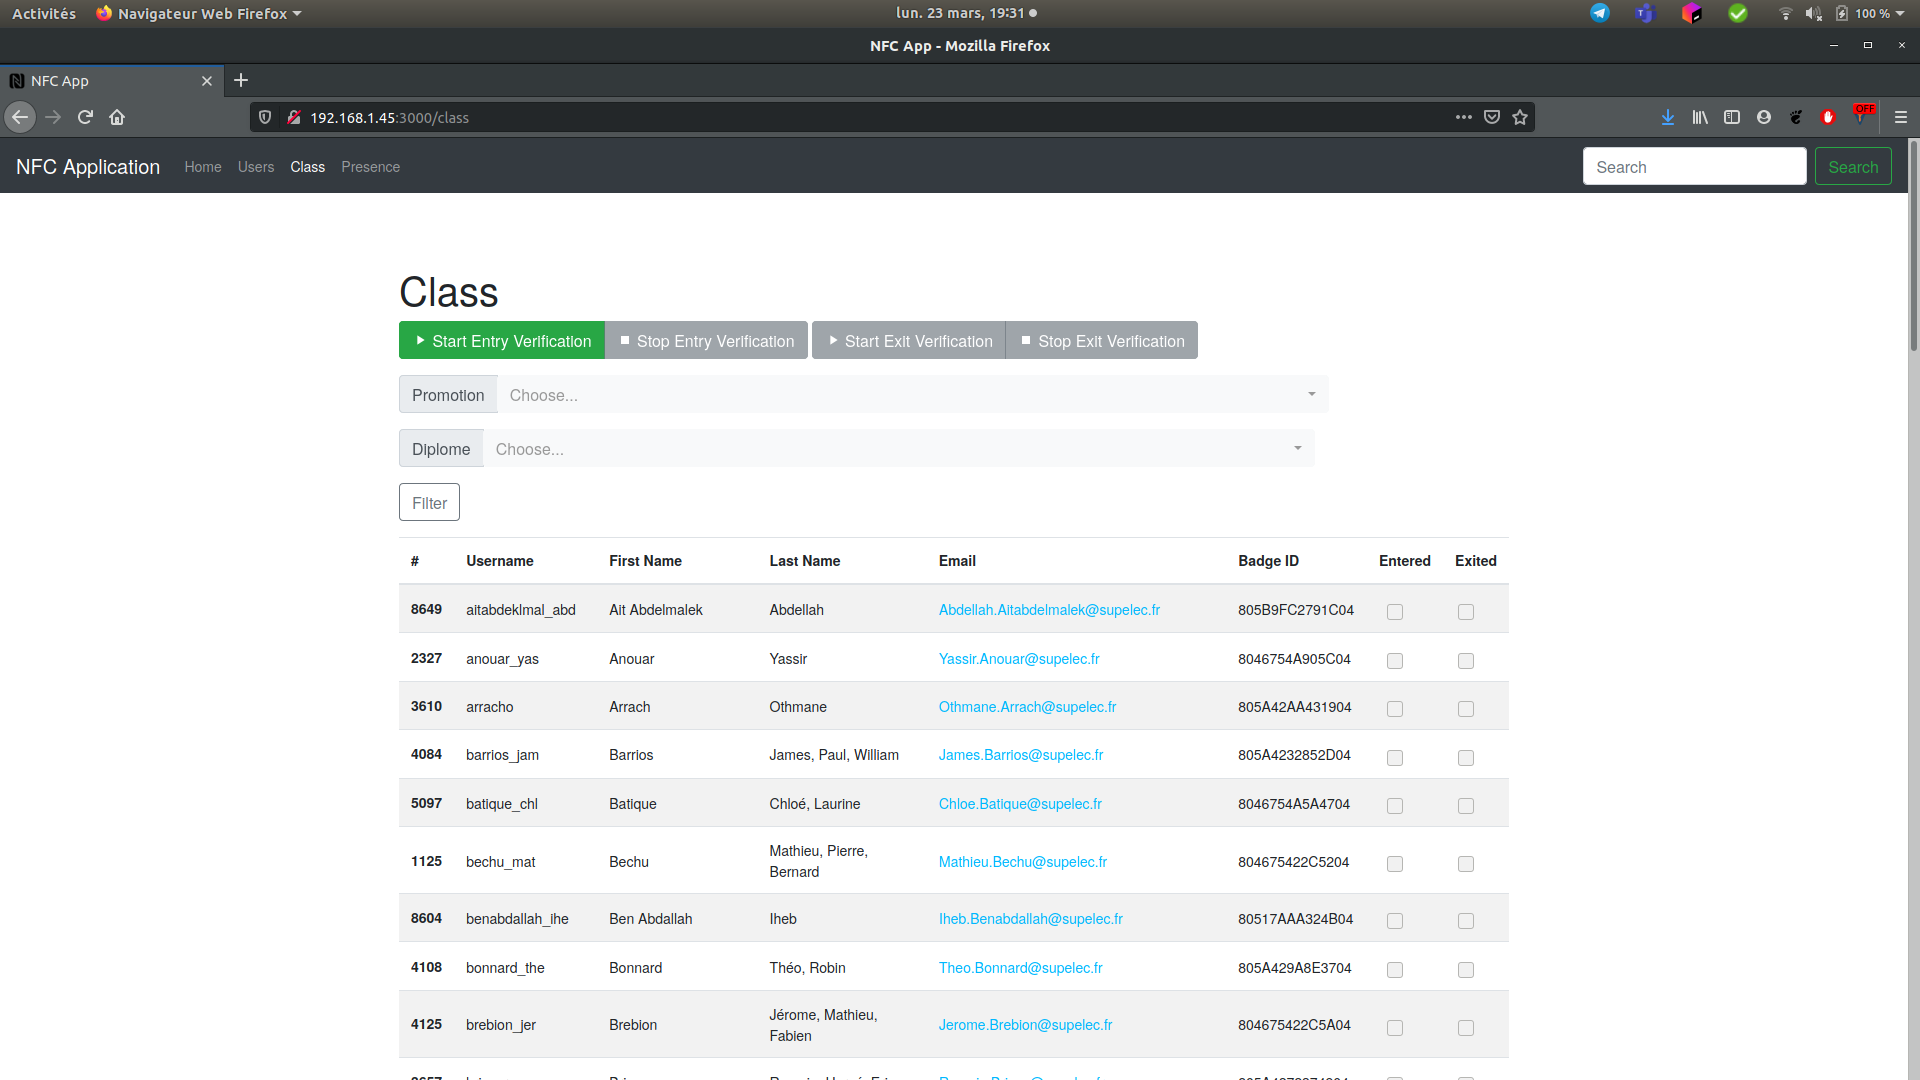 Activités Navigateur Web Firefox lun. 23 mars, 19:31 100 %
NFC App - Mozilla Firefox
NFC App
192.168.1.45:3000/class OFF
NFC Application Home Users Class Presence Search Search
Class
Start Entry Verification Stop Entry Verification Start Exit Verification Stop Exit Verification
Promotion Choose...
Diplome Choose...
Filter
# Username First Name Last Name Email Badge ID Entered Exited
8649 aitabdeklmal_abd Ait Abdelmalek Abdellah Abdellah.Aitabdelmalek@supelec.fr 805B9FC2791C04
2327 anouar_yas Anouar Yassir Yassir.Anouar@supelec.fr 8046754A905C04
3610 arracho Arrach Othmane Othmane.Arrach@supelec.fr 805A42AA431904
4084 barrios_jam Barrios James, Paul, William James.Barrios@supelec.fr 805A4232852D04
5097 batique_chl Batique Chloé, Laurine Chloe.Batique@supelec.fr 8046754A5A4704
1125 bechu_mat Bechu Mathieu, Pierre, Bernard Mathieu.Bechu@supelec.fr 804675422C5204
8604 benabdallah_ihe Ben Abdallah Iheb Iheb.Benabdallah@supelec.fr 80517AAA324B04
4108 bonnard_the Bonnard Théo, Robin Theo.Bonnard@supelec.fr 805A429A8E3704
4125 brebion_jer Brebion Jérome, Mathieu, Fabien Jerome.Brebion@supelec.fr 804675422C5A04